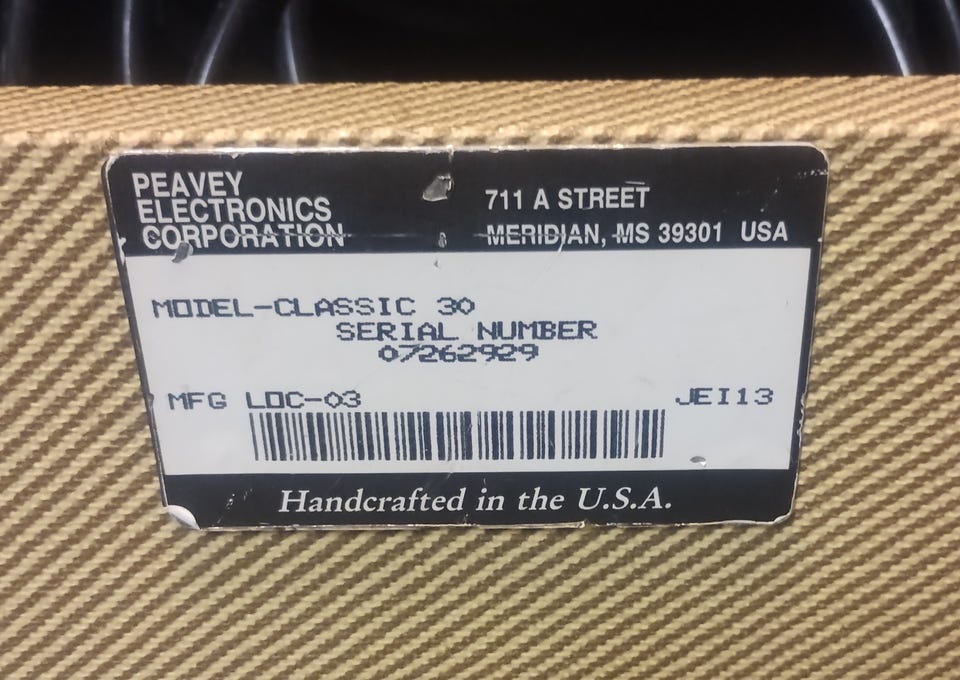 PEAVEY
ELECTRONICS
CORPORATION
711 A STREET
MERIDIAN, MS 39301 USA
MODEL-CLASSIC 30
SERIAL NUMBER
07262929
MFG LOC-03 JEI13
Handcrafted in the U.S.A.